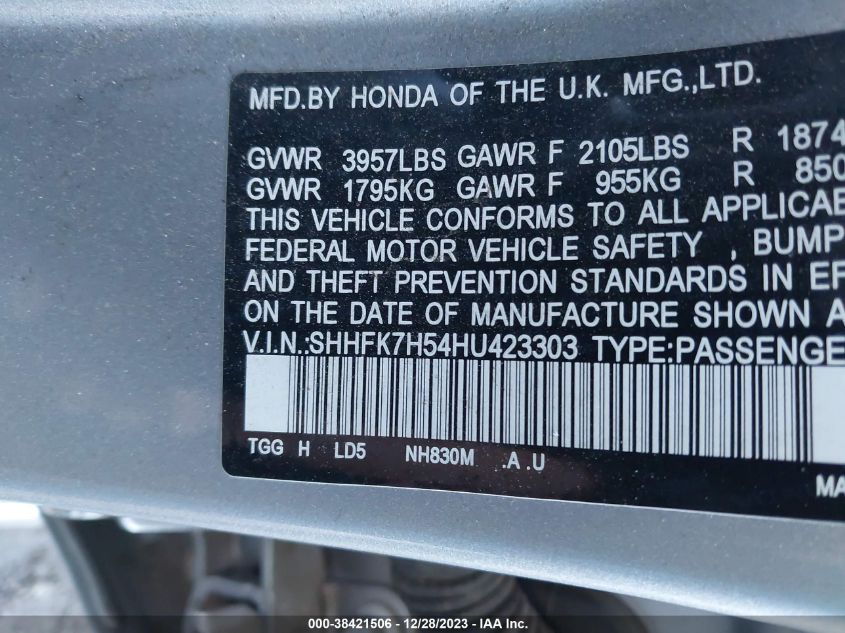 MFD.BY HONDA OF THE U.K. MFG.,LTD.
GVWR 3957LBS GAWR F 2105LBS R 1874
GVWR 1795KG GAWR F 955KG R 850
THIS VEHICLE CONFORMS TO ALL APPLICAB
FEDERAL MOTOR VEHICLE SAFETY , BUMP
AND THEFT PREVENTION STANDARDS IN EF
ON THE DATE OF MANUFACTURE SHOWN A
V.I.N.:SHHFK7H54HU423303 TYPE:PASSENGE
TGG H LD5 NH830M .A .U
MA
000-38421506 - 12/28/2023 - IAA Inc.